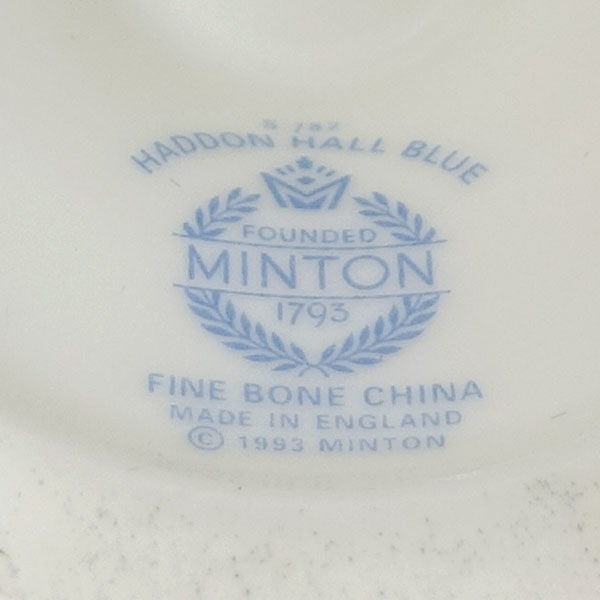 HADDON HALL BLUE
FOUNDED
MINTON
1793
FINE BONE CHINA
MADE IN ENGLAND
© 1993 MINTON